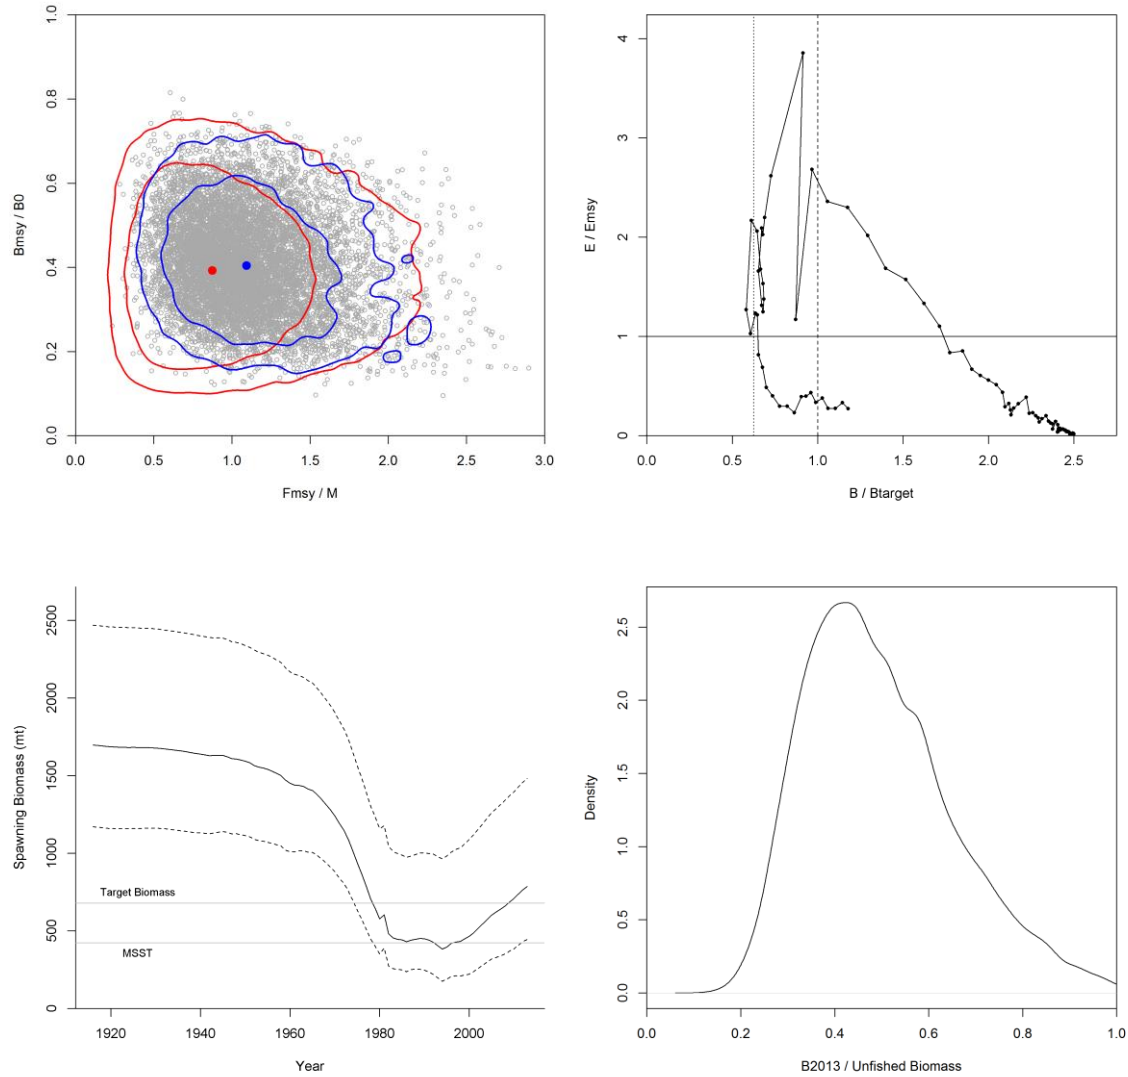 1.0
0.8
0.6
0.4
0.2
0.0
Bmsy / B0
0.0 0.5 1.0 1.5 2.0 2.5 3.0
Fmsy / M
4
3
2
1
0
E / Emsy
0.0 0.5 1.0 1.5 2.0 2.5
B / Btarget
2500
2000
1500
1000
500
0
Spawning Biomass (mt)
Target Biomass
MSST
1920 1940 1960 1980 2000
Year
2.5
2.0
1.5
1.0
0.5
0.0
Density
0.0 0.2 0.4 0.6 0.8 1.0
B2013 / Unfished Biomass